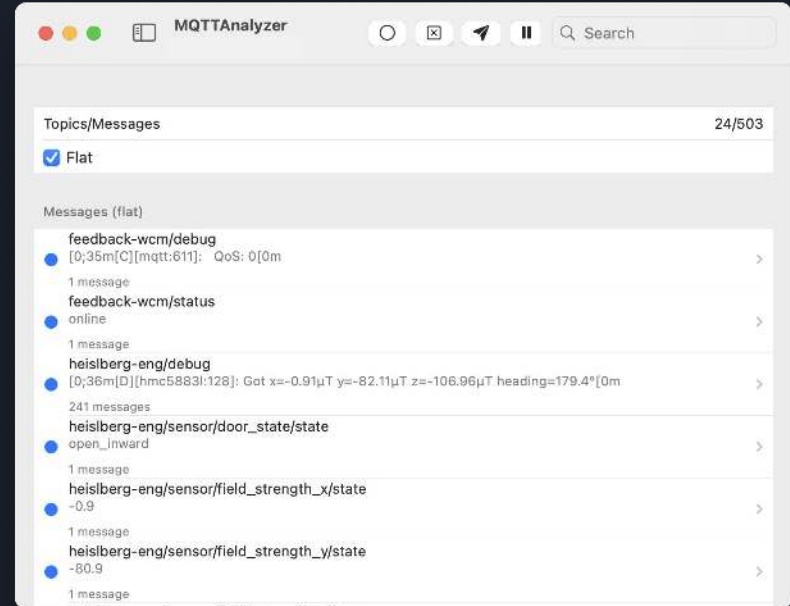 MQTTAnalyzer
Search
Topics/Messages 24/503
Flat
Messages (flat)
feedback-wcm/debug
[0;35m[C][mqtt:611]: QoS: 0[0m
1 message
feedback-wcm/status
online
1 message
heislberg-eng/debug
[0;36m[D][hmc5883l:128]: Got x=-0.91µT y=-82.11µT z=-106.96µT heading=179.4°[0m
241 messages
heislberg-eng/sensor/door_state/state
open_inward
1 message
heislberg-eng/sensor/field_strength_x/state
-0.9
1 message
heislberg-eng/sensor/field_strength_y/state
-80.9
1 message